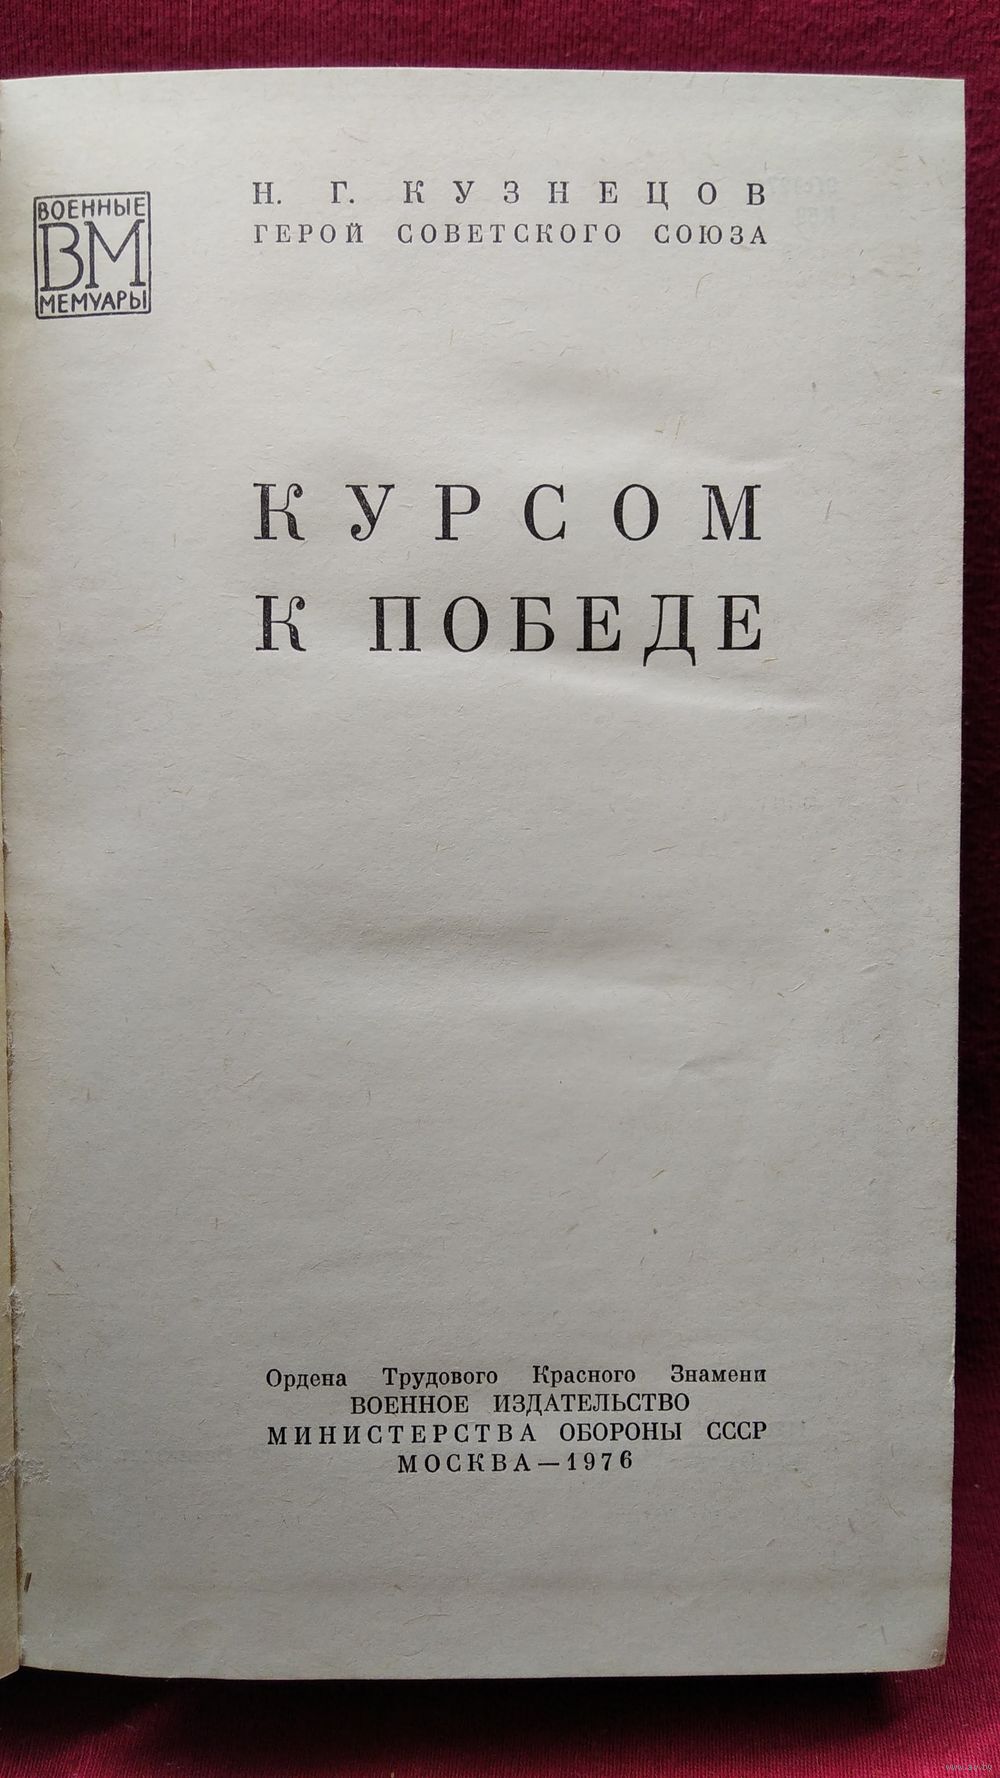 ВОЕННЫЕ
ВМ
МЕМУАРЫ
Н. Г. КУЗНЕЦОВ
ГЕРОЙ СОВЕТСКОГО СОЮЗА
КУРСОМ
К ПОБЕДЕ
Ордена Трудового Красного Знамени
ВОЕННОЕ ИЗДАТЕЛЬСТВО
МИНИСТЕРСТВА ОБОРОНЫ СССР
МОСКВА—1976